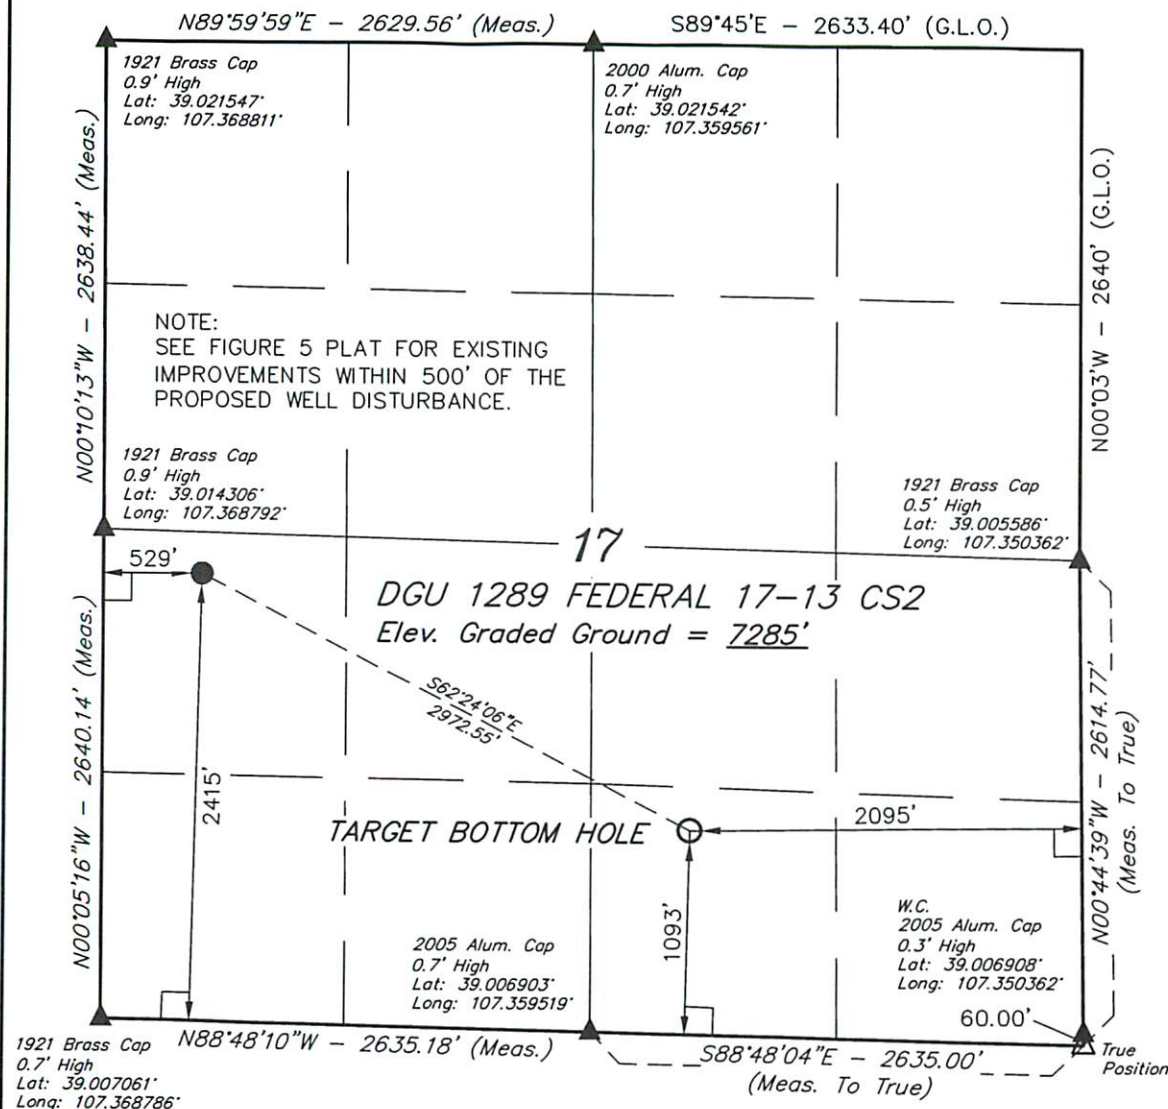 N89°59'59"E - 2629.56' (Meas.)
S89°45'E - 2633.40' (G.L.O.)
1921 Brass Cap
0.9' High
Lat: 39.021547°
Long: 107.368811°
2000 Alum. Cap
0.7' High
Lat: 39.021542°
Long: 107.359561°
N00°10'13"W - 2638.44' (Meas.)
N00°03'W - 2640' (G.L.O.)
NOTE:
SEE FIGURE 5 PLAT FOR EXISTING
IMPROVEMENTS WITHIN 500' OF THE
PROPOSED WELL DISTURBANCE.
1921 Brass Cap
0.9' High
Lat: 39.014306°
Long: 107.368792°
1921 Brass Cap
0.5' High
Lat: 39.005586°
Long: 107.350362°
17
529'
DGU 1289 FEDERAL 17-13 CS2
Elev. Graded Ground = 7285'
S62°24'06"E
2972.55'
N00°05'16"W - 2640.14' (Meas.)
2415'
TARGET BOTTOM HOLE
2095'
N00°44'39"W - 2614.77'
(Meas. To True)
1093'
2005 Alum. Cap
0.7' High
Lat: 39.006903°
Long: 107.359519°
W.C.
2005 Alum. Cap
0.3' High
Lat: 39.006908°
Long: 107.350362°
60.00'
True
Position
1921 Brass Cap
0.7' High
Lat: 39.007061°
Long: 107.368786°
N88°48'10"W - 2635.18' (Meas.)
S88°48'04"E - 2635.00'
(Meas. To True)